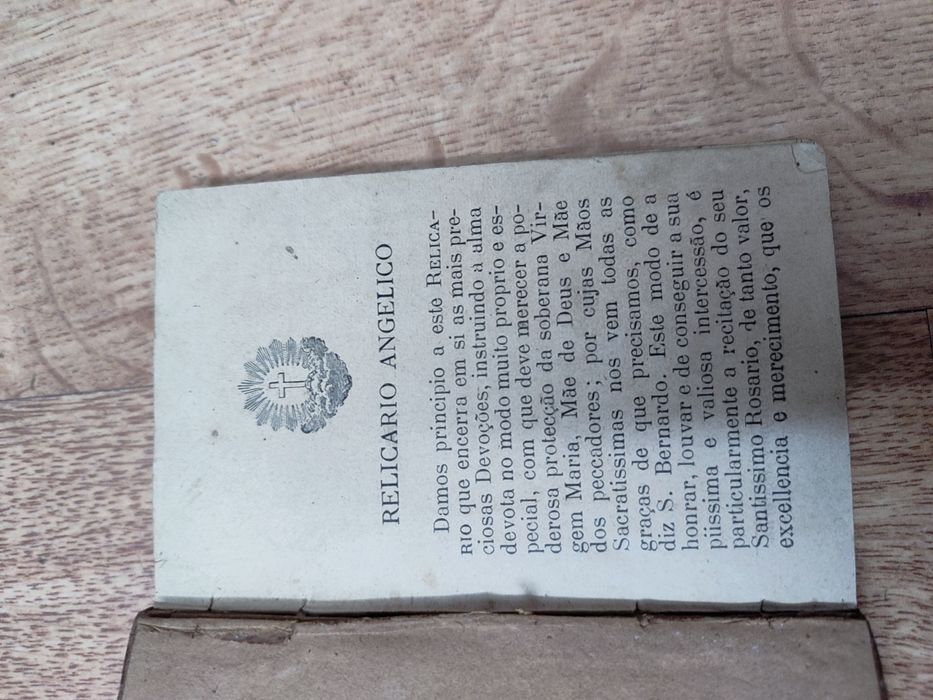 RELICARIO ANGELICO
Damos principio a este RELICA-
RIO que encerra em si as mais pre-
ciosas Devoções, instruindo a alma
devota no modo muito proprio e es-
pecial, com que deve merecer a po-
derosa protecção da soberana Vir-
gem Maria, Mãe de Deus e Mãe
dos peccadores; por cujas Mãos
Sacratissimas nos vem todas as
graças de que precisamos, como
diz S. Bernardo. Este modo de a
honrar, louvar e de conseguir a sua
piissima e valiosa intercessão, é
particularmente a recitação do seu
Santissimo Rosario, de tanto valor,
excellencia e merecimento, que os